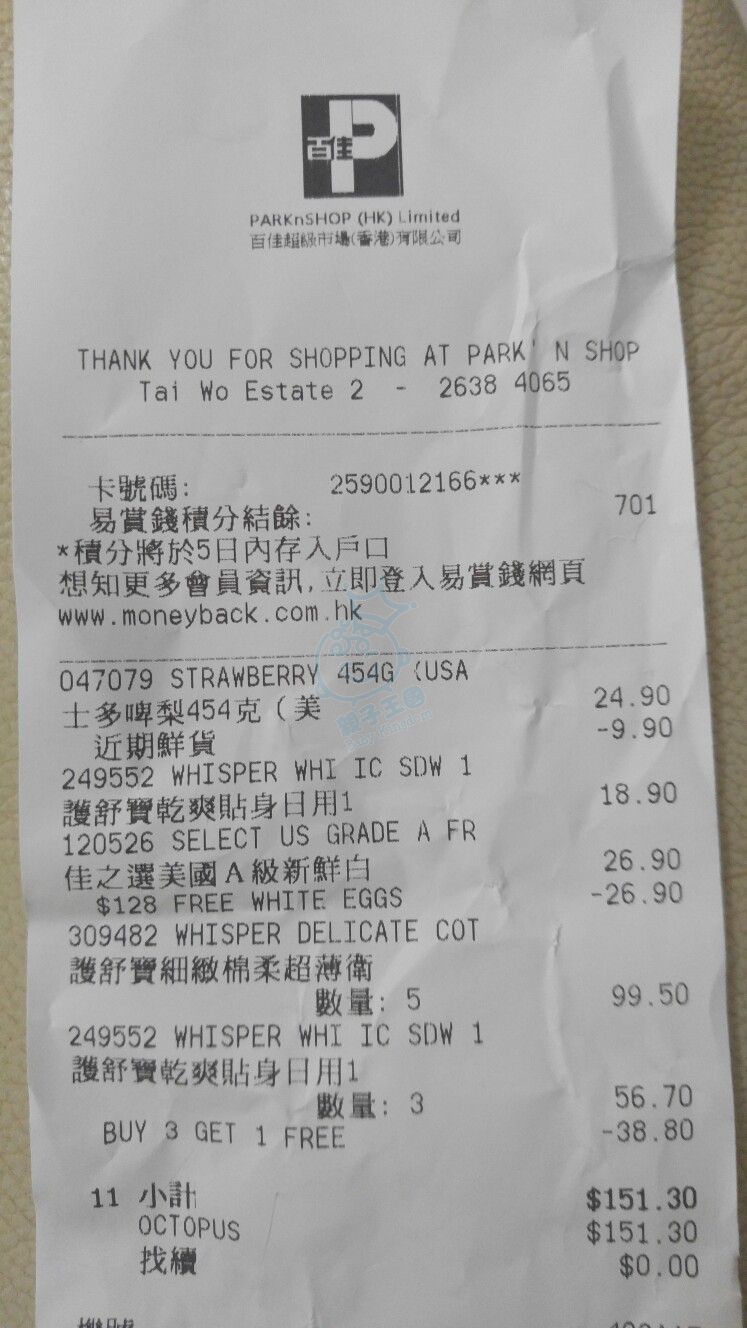 百佳
PARKnSHOP (HK) Limited
百佳超級市場(香港)有限公司
THANK YOU FOR SHOPPING AT PARK' N SHOP
Tai Wo Estate 2 - 2638 4065
卡號碼: 2590012166***
易賞錢積分結餘: 701
*積分將於5日內存入戶口
想知更多會員資訊,立即登入易賞錢網頁
www.moneyback.com.hk
047079 STRAWBERRY 454G (USA
士多啤梨454克(美 24.90
近期鮮貨 -9.90
249552 WHISPER WHI IC SDW 1
護舒寶乾爽貼身日用1 18.90
120526 SELECT US GRADE A FR
佳之選美國A級新鮮白 26.90
$128 FREE WHITE EGGS -26.90
309482 WHISPER DELICATE COT
護舒寶細緻棉柔超薄衛
數量: 5 99.50
249552 WHISPER WHI IC SDW 1
護舒寶乾爽貼身日用1
數量: 3 56.70
BUY 3 GET 1 FREE -38.80
11 小計 $151.30
OCTOPUS $151.30
找續 $0.00
親子王國
Baby Kingdom